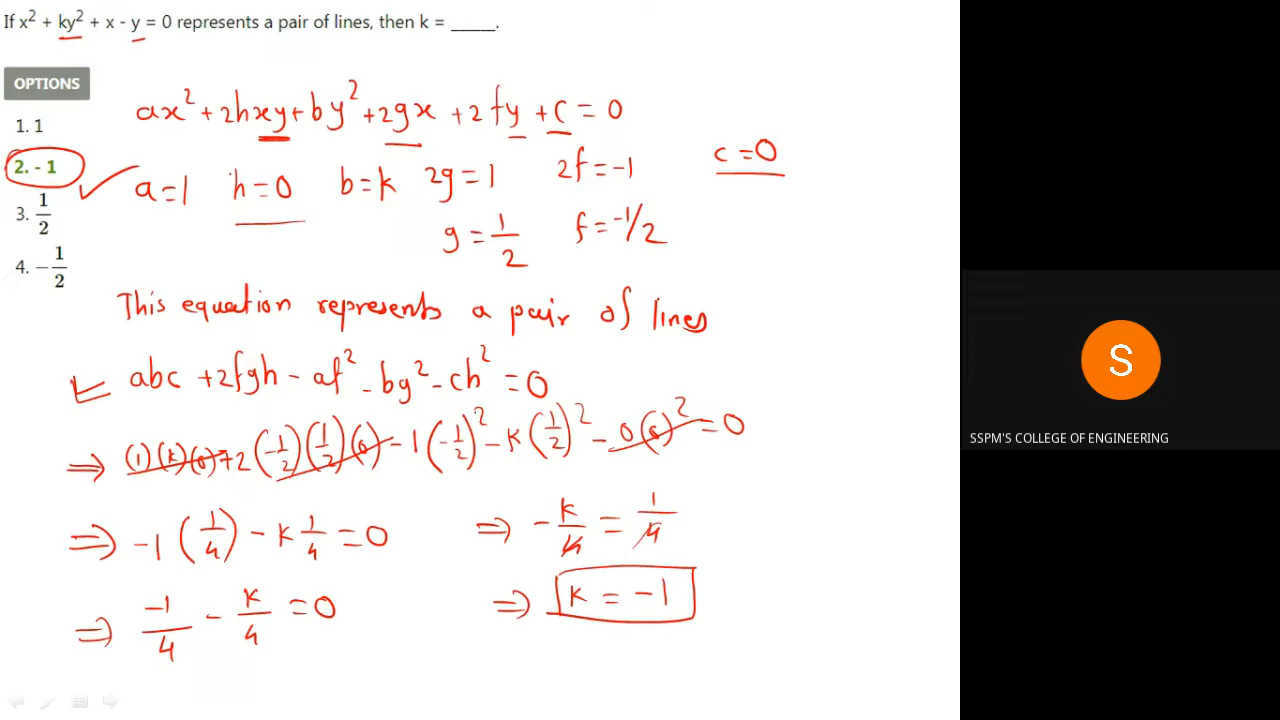 If x² + ky² + x - y = 0 represents a pair of lines, then k = _____.
OPTIONS
1. 1
2. - 1
3. 1/2
4. -1/2
ax² + 2hxy + by² + 2gx + 2fy + c = 0
a=1 h=0 b=k 2g=1 2f=-1 c=0
g = 1/2 f = -1/2
This equation represents a pair of lines
abc + 2fgh - af² - bg² - ch² = 0
⇒ (1)(k)(0)+2(-1/2)(1/2)(0) - 1(-1/2)² - k(1/2)² - 0(0)² = 0
⇒ -1(1/4) - k 1/4 = 0 ⇒ -k/4 = 1/4
⇒ -1/4 - k/4 = 0 ⇒ k = -1
S
SSPM'S COLLEGE OF ENGINEERING